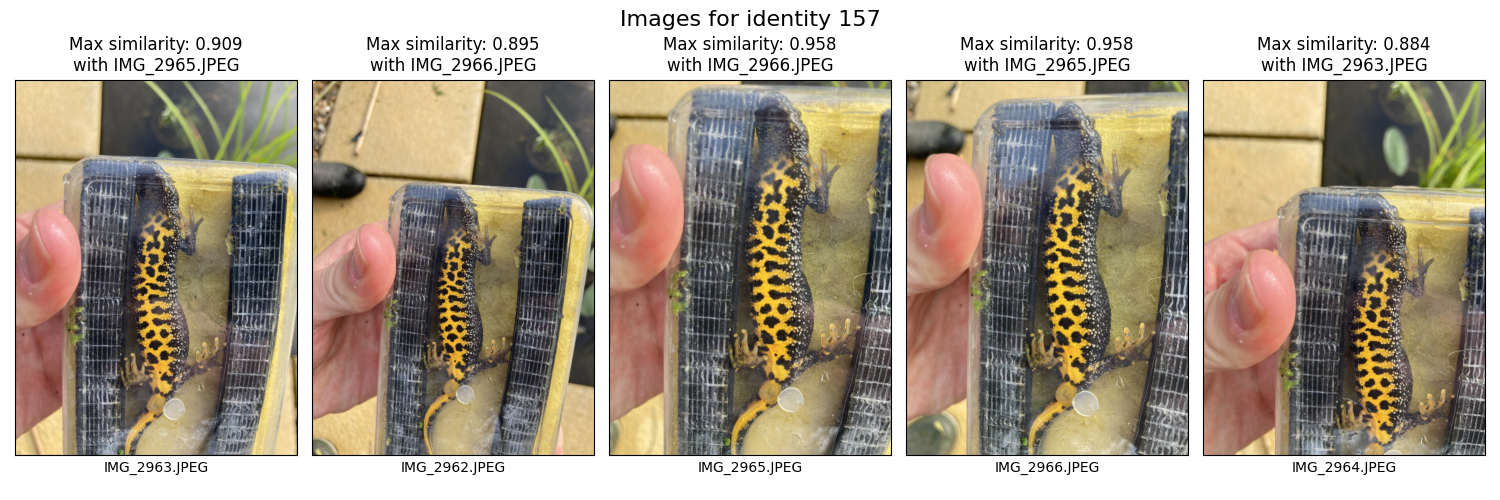 Images for identity 157
Max similarity: 0.909
with IMG_2965.JPEG
Max similarity: 0.895
with IMG_2966.JPEG
Max similarity: 0.958
with IMG_2966.JPEG
Max similarity: 0.958
with IMG_2965.JPEG
Max similarity: 0.884
with IMG_2963.JPEG
IMG_2963.JPEG
IMG_2962.JPEG
IMG_2965.JPEG
IMG_2966.JPEG
IMG_2964.JPEG